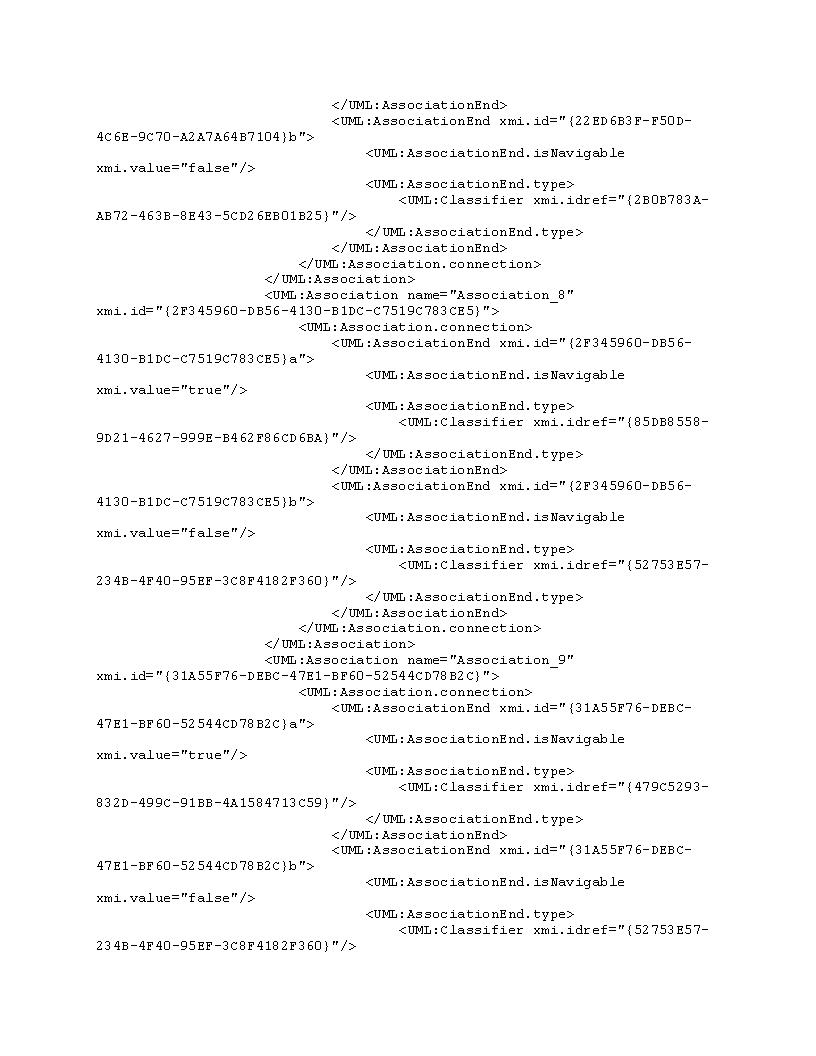 </UML:AssociationEnd>
<UML:AssociationEnd xmi.id="{22ED6B3F-F50D-
4C6E-9C70-A2A7A64B7104}b">
<UML:AssociationEnd.isNavigable
xmi.value="false"/>
<UML:AssociationEnd.type>
<UML:Classifier xmi.idref="{2B0B783A-
AB72-463B-8E43-5CD26EB01B25}"/>
</UML:AssociationEnd.type>
</UML:AssociationEnd>
</UML:Association.connection>
</UML:Association>
<UML:Association name="Association_8"
xmi.id="{2F345960-DB56-4130-B1DC-C7519C783CE5}">
<UML:Association.connection>
<UML:AssociationEnd xmi.id="{2F345960-DB56-
4130-B1DC-C7519C783CE5}a">
<UML:AssociationEnd.isNavigable
xmi.value="true"/>
<UML:AssociationEnd.type>
<UML:Classifier xmi.idref="{85DB8558-
9D21-4627-999E-B462F86CD6BA}"/>
</UML:AssociationEnd.type>
</UML:AssociationEnd>
<UML:AssociationEnd xmi.id="{2F345960-DB56-
4130-B1DC-C7519C783CE5}b">
<UML:AssociationEnd.isNavigable
xmi.value="false"/>
<UML:AssociationEnd.type>
<UML:Classifier xmi.idref="{52753E57-
234B-4F40-95EF-3C8F4182F360}"/>
</UML:AssociationEnd.type>
</UML:AssociationEnd>
</UML:Association.connection>
</UML:Association>
<UML:Association name="Association_9"
xmi.id="{31A55F76-DEBC-47E1-BF60-52544CD78B2C}">
<UML:Association.connection>
<UML:AssociationEnd xmi.id="{31A55F76-DEBC-
47E1-BF60-52544CD78B2C}a">
<UML:AssociationEnd.isNavigable
xmi.value="true"/>
<UML:AssociationEnd.type>
<UML:Classifier xmi.idref="{479C5293-
832D-499C-91BB-4A1584713C59}"/>
</UML:AssociationEnd.type>
</UML:AssociationEnd>
<UML:AssociationEnd xmi.id="{31A55F76-DEBC-
47E1-BF60-52544CD78B2C}b">
<UML:AssociationEnd.isNavigable
xmi.value="false"/>
<UML:AssociationEnd.type>
<UML:Classifier xmi.idref="{52753E57-
234B-4F40-95EF-3C8F4182F360}"/>